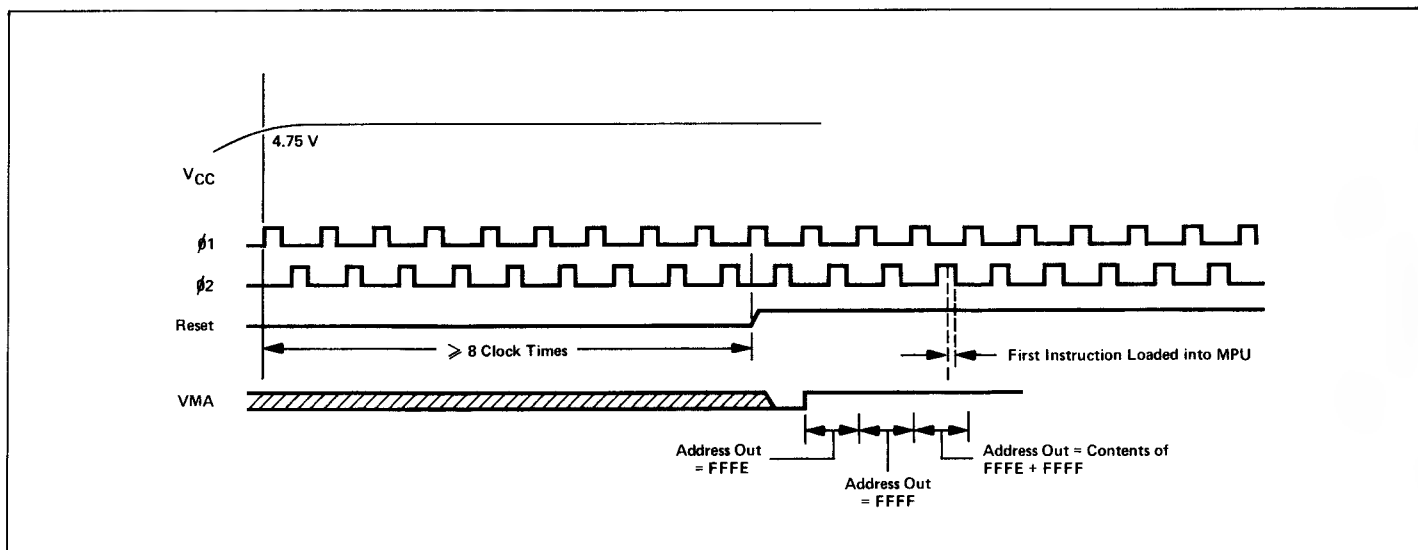 4.75 V
VCC
ϕ1
ϕ2
Reset
⩾ 8 Clock Times
First Instruction Loaded into MPU
VMA
Address Out
= FFFE
Address Out
= FFFF
Address Out = Contents of
FFFE + FFFF